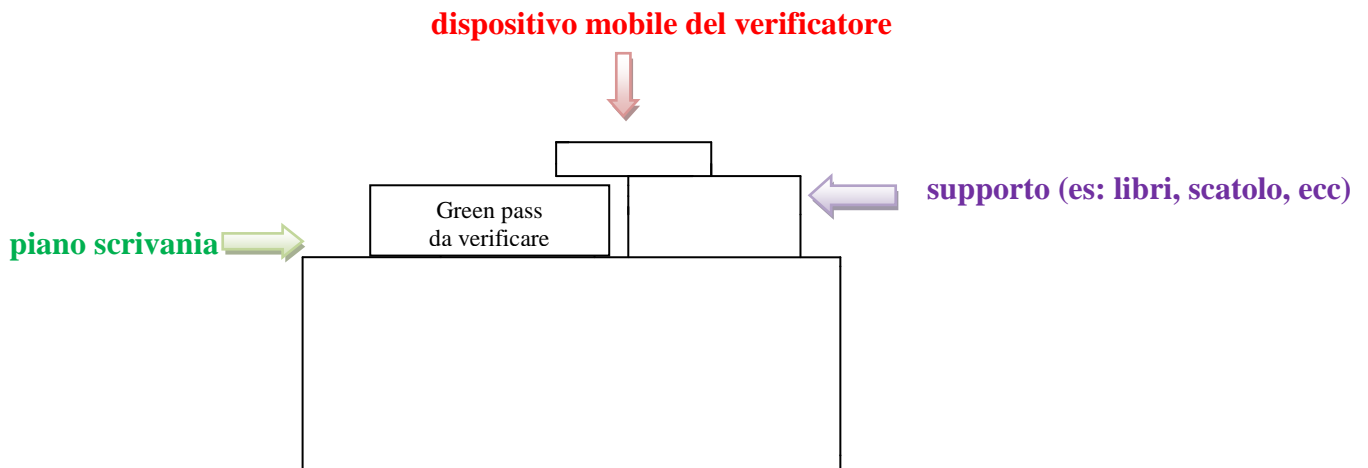 dispositivo mobile del verificatore
supporto (es: libri, scatolo, ecc)
Green pass
da verificare
piano scrivania